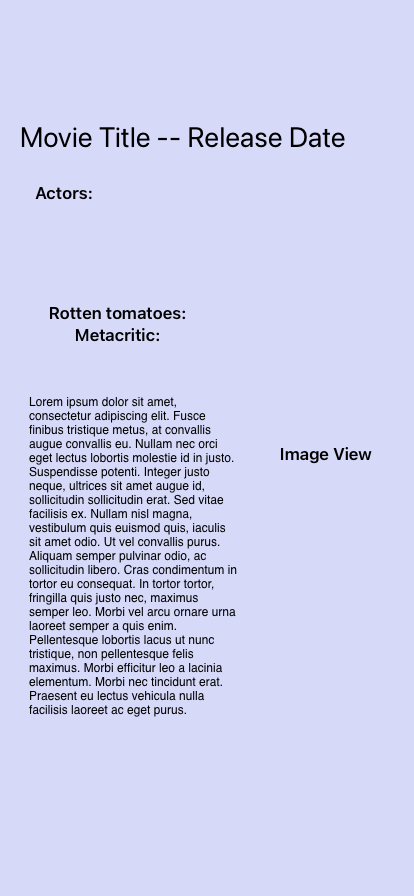 Movie Title -- Release Date
Actors:
Rotten tomatoes:
Metacritic:
Lorem ipsum dolor sit amet,
consectetur adipiscing elit. Fusce
finibus tristique metus, at convallis
augue convallis eu. Nullam nec orci
eget lectus lobortis molestie id in justo.
Suspendisse potenti. Integer justo
neque, ultrices sit amet augue id,
sollicitudin sollicitudin erat. Sed vitae
facilisis ex. Nullam nisl magna,
vestibulum quis euismod quis, iaculis
sit amet odio. Ut vel convallis purus.
Aliquam semper pulvinar odio, ac
sollicitudin libero. Cras condimentum in
tortor eu consequat. In tortor tortor,
fringilla quis justo nec, maximus
semper leo. Morbi vel arcu ornare urna
laoreet semper a quis enim.
Pellentesque lobortis lacus ut nunc
tristique, non pellentesque felis
maximus. Morbi efficitur leo a lacinia
elementum. Morbi nec tincidunt erat.
Praesent eu lectus vehicula nulla
facilisis laoreet ac eget purus.
Image View